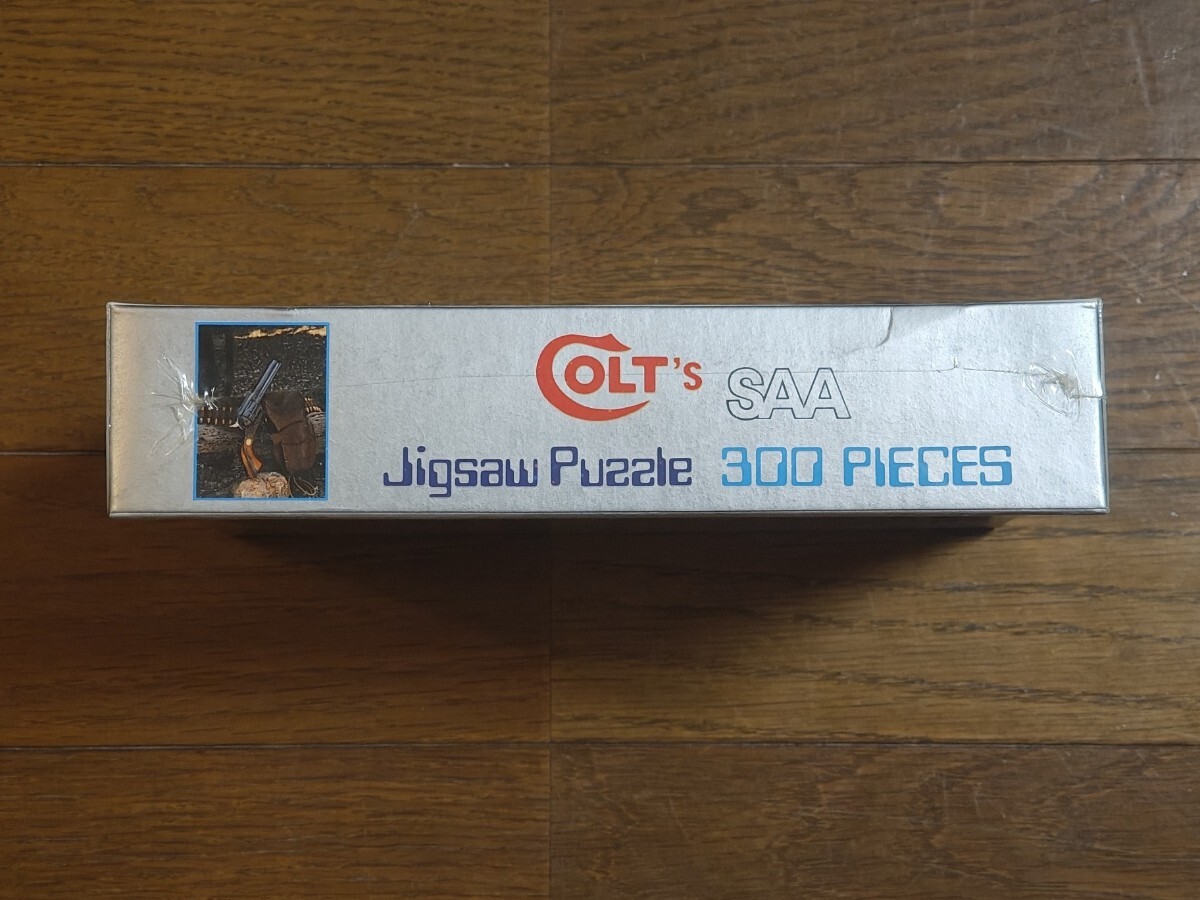 COLT'S SAA
Jigsaw Puzzle 300 PIECES